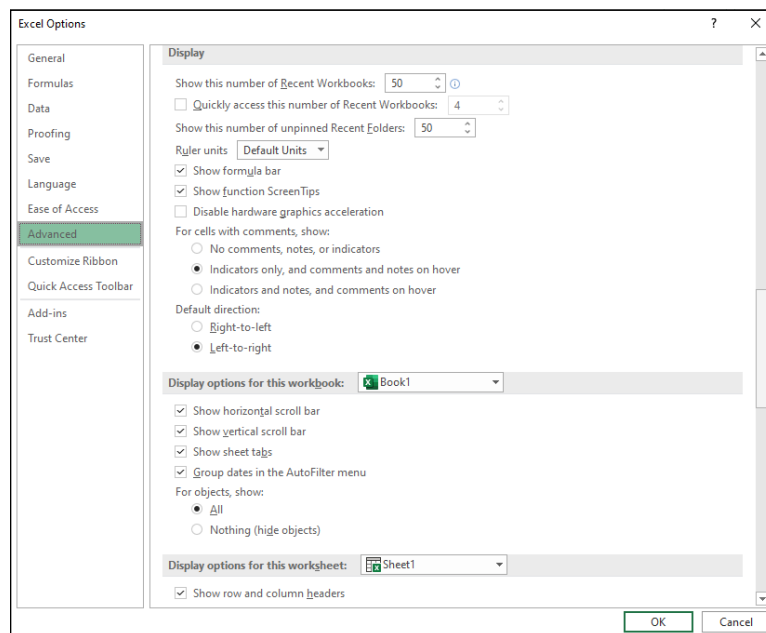 Excel Options
?
General
Formulas
Data
Proofing
Save
Language
Ease of Access
Advanced
Customize Ribbon
Quick Access Toolbar
Add-ins
Trust Center
Display
Show this number of Recent Workbooks: 50
Quickly access this number of Recent Workbooks: 4
Show this number of unpinned Recent Folders: 50
Ruler units Default Units
Show formula bar
Show function ScreenTips
Disable hardware graphics acceleration
For cells with comments, show:
No comments, notes, or indicators
Indicators only, and comments and notes on hover
Indicators and notes, and comments on hover
Default direction:
Right-to-left
Left-to-right
Display options for this workbook: Book1
Show horizontal scroll bar
Show vertical scroll bar
Show sheet tabs
Group dates in the AutoFilter menu
For objects, show:
All
Nothing (hide objects)
Display options for this worksheet: Sheet1
Show row and column headers
OK Cancel